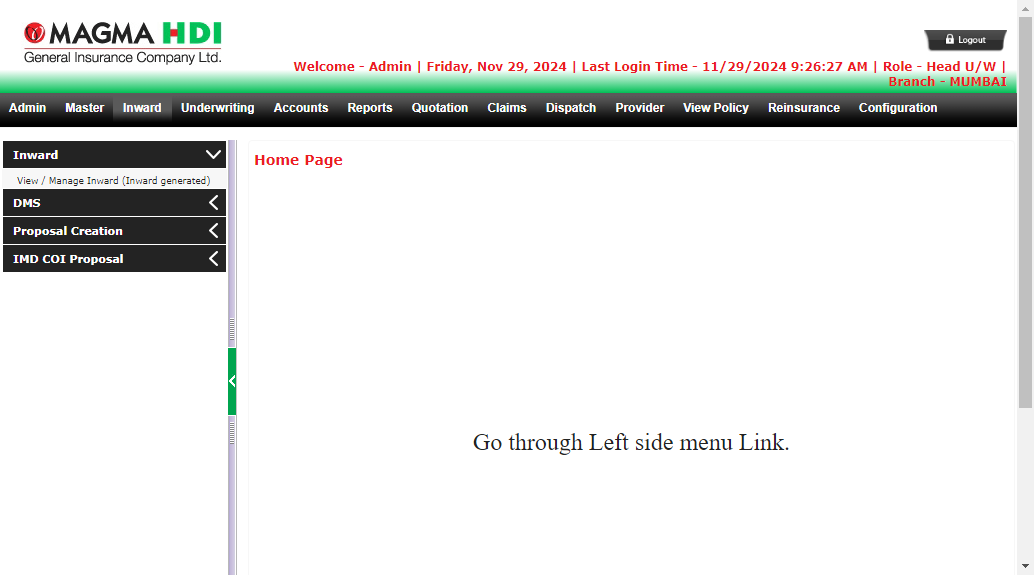 MAGMA HDI
General Insurance Company Ltd.
Logout
Welcome - Admin | Friday, Nov 29, 2024 | Last Login Time - 11/29/2024 9:26:27 AM | Role - Head U/W |
Branch - MUMBAI
Admin Master Inward Underwriting Accounts Reports Quotation Claims Dispatch Provider View Policy Reinsurance Configuration
Inward
View / Manage Inward (Inward generated)
DMS
Proposal Creation
IMD COI Proposal
Home Page
Go through Left side menu Link.